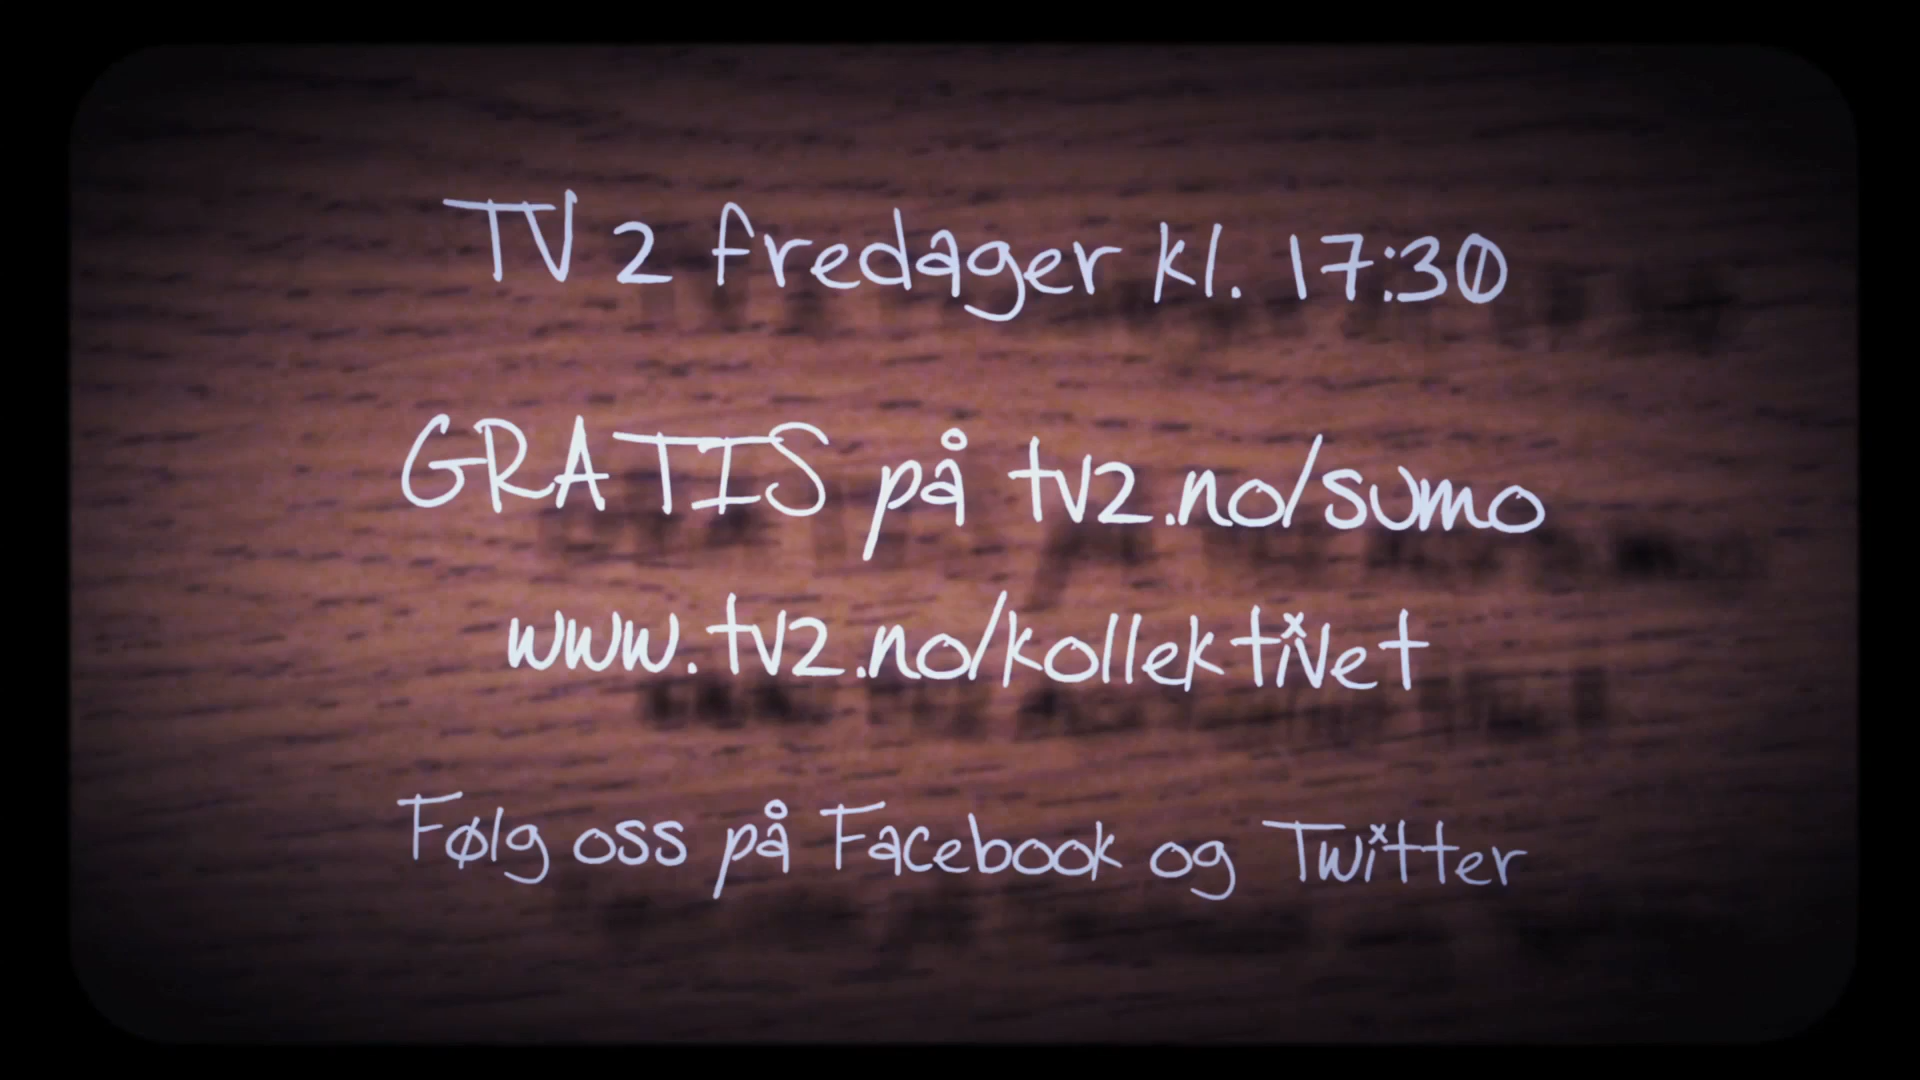 TV 2 fredager kl. 17:30
GRATIS på tv2.no/sumo
www.tv2.no/kollektivet
Følg oss på Facebook og Twitter